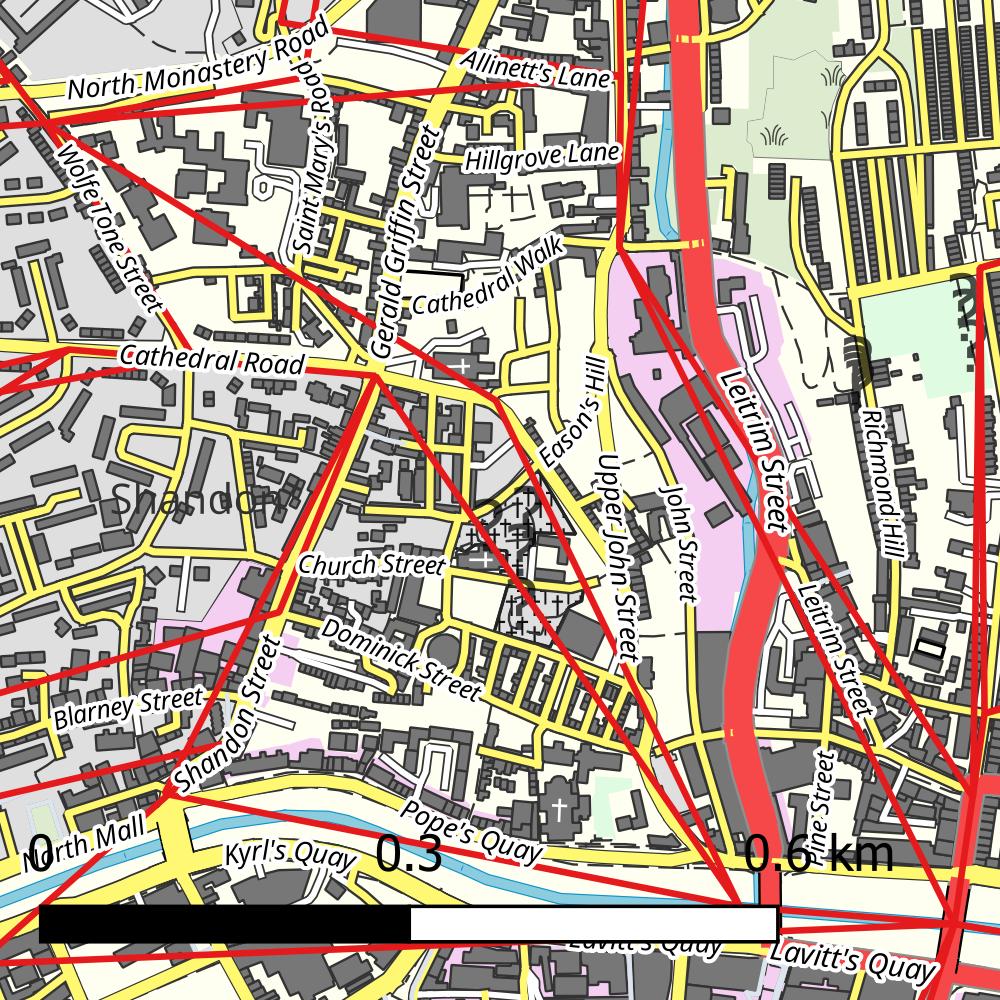 North Monastery Road
Allinett's Lane
Saint Mary's Road
Hillgrove Lane
Wolfe Tone Street
Gerald Griffin Street
Cathedral Walk
Cathedral Road
Eason's Hill
Leitrim Street
Richmond Hill
Shandon
Upper John Street
John Street
Church Street
Leitrim Street
Dominick Street
Blarney Street
Shandon Street
Pine Street
Pope's Quay
North Mall
Kyrl's Quay
0 0.3 0.6 km
Lavitt's Quay
Lavitt's Quay